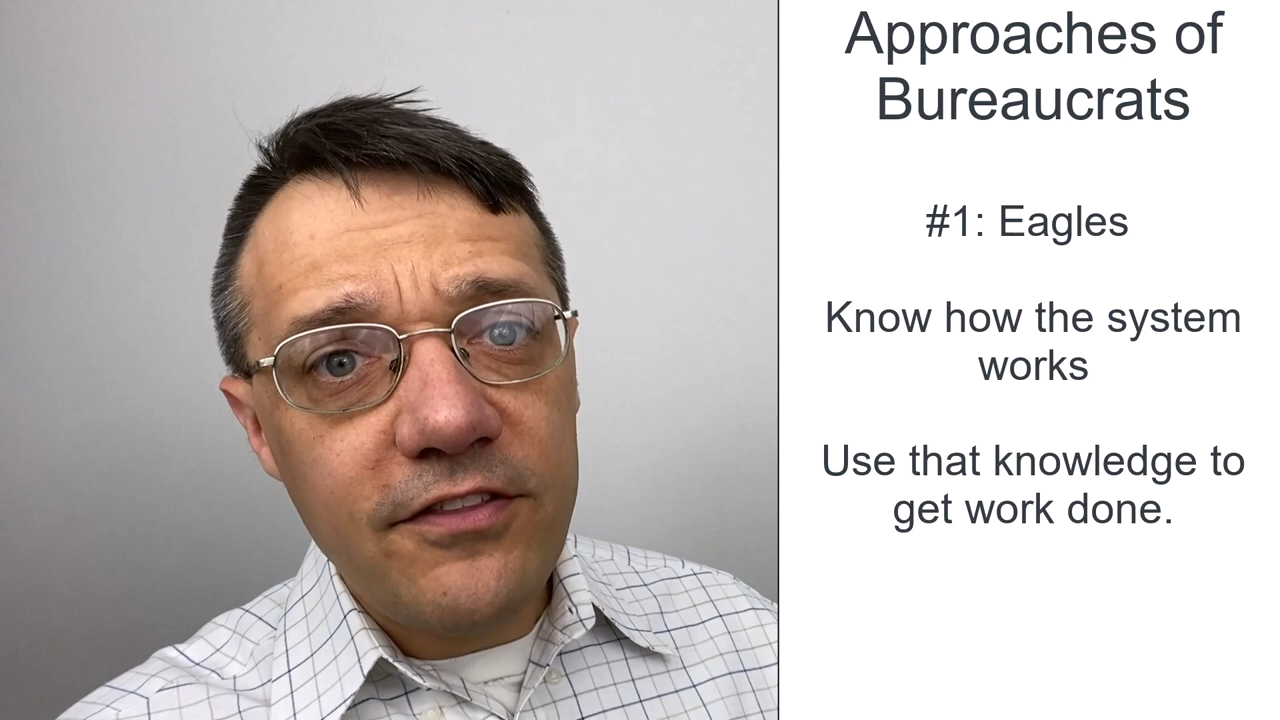 Approaches of
Bureaucrats
#1: Eagles
Know how the system
works
Use that knowledge to
get work done.